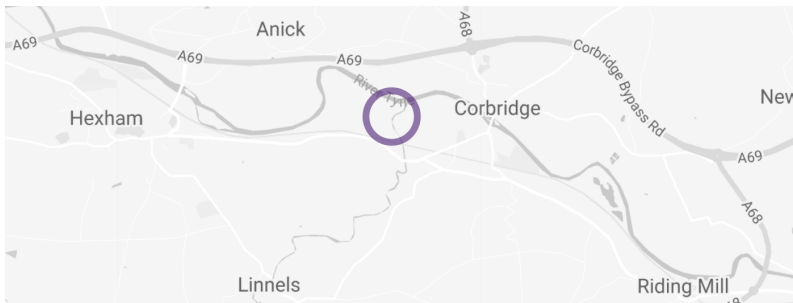 Anick
A68
A69
A69
A69
Corbridge Bypass Rd
River Tyne
New
Hexham
Corbridge
A69
A68
Linnels
Riding Mill